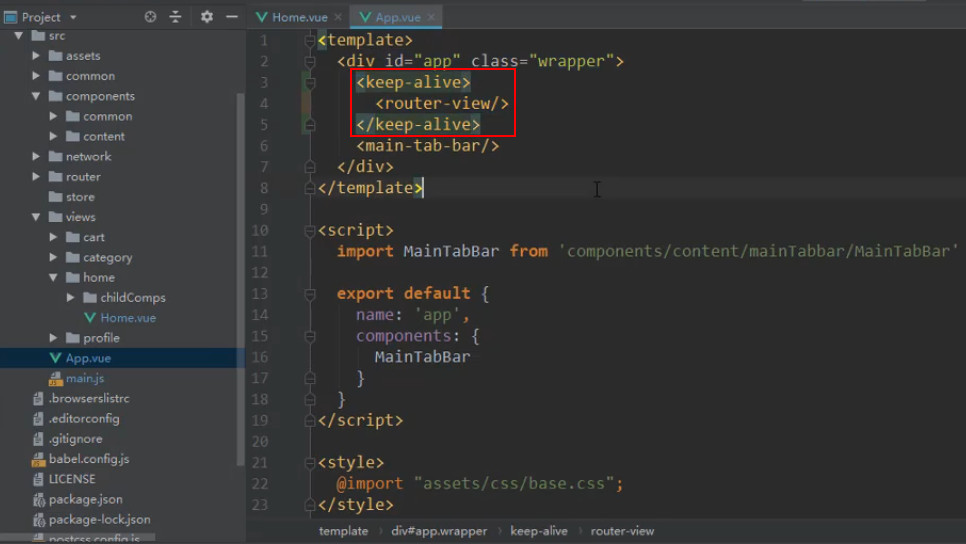 Project
Home.vue
App.vue
src
assets
common
components
common
content
network
router
store
views
cart
category
home
childComps
Home.vue
profile
App.vue
main.js
.browserslistrc
.editorconfig
.gitignore
babel.config.js
LICENSE
package.json
package-lock.json
postcss.config.js
1 <template>
2 <div id="app" class="wrapper">
3 <keep-alive>
4 <router-view/>
5 </keep-alive>
6 <main-tab-bar/>
7 </div>
8 </template>
9
10 <script>
11 import MainTabBar from 'components/content/mainTabbar/MainTabBar'
12
13 export default {
14 name: 'app',
15 components: {
16 MainTabBar
17 }
18 }
19 </script>
20
21 <style>
22 @import "assets/css/base.css";
23 </style>
template div#app.wrapper keep-alive router-view